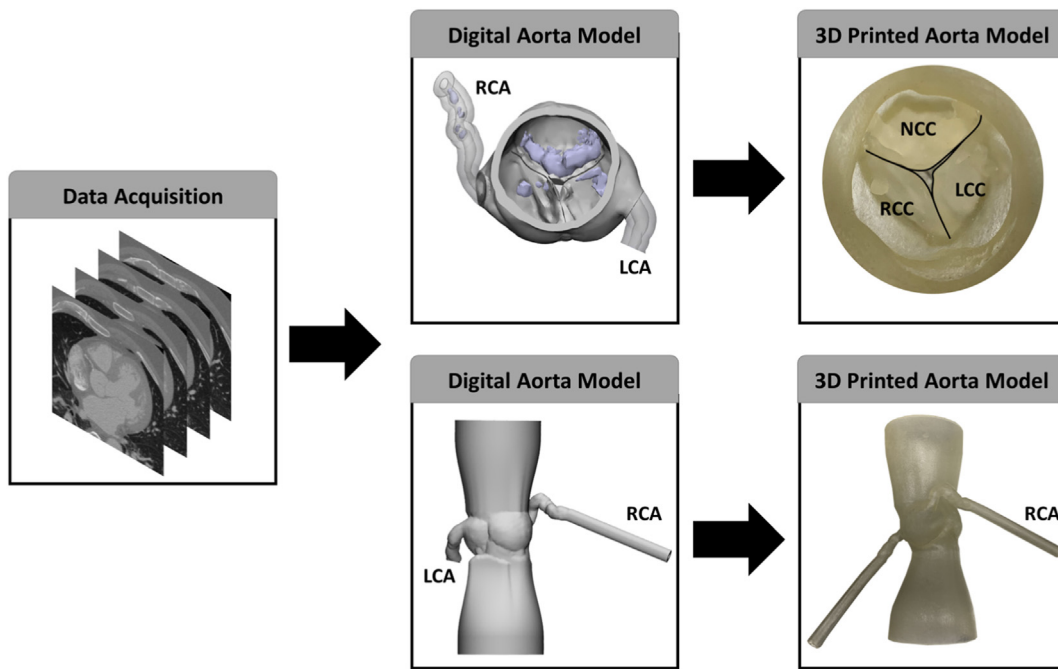 Data Acquisition
Digital Aorta Model
RCA
LCA
3D Printed Aorta Model
NCC
LCC
RCC
Digital Aorta Model
RCA
LCA
3D Printed Aorta Model
RCA